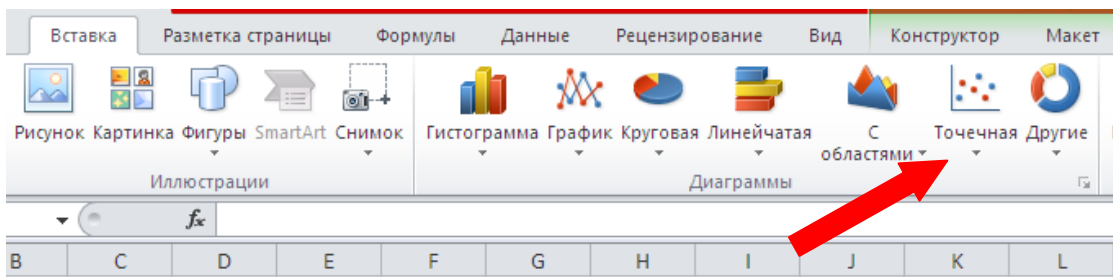 Вставка Разметка страницы Формулы Данные Рецензирование Вид Конструктор Макет
Рисунок Картинка Фигуры SmartArt Снимок Гистограмма График Круговая Линейчатая С областями Точечная Другие
Иллюстрации Диаграммы
fx
B C D E F G H I J K L